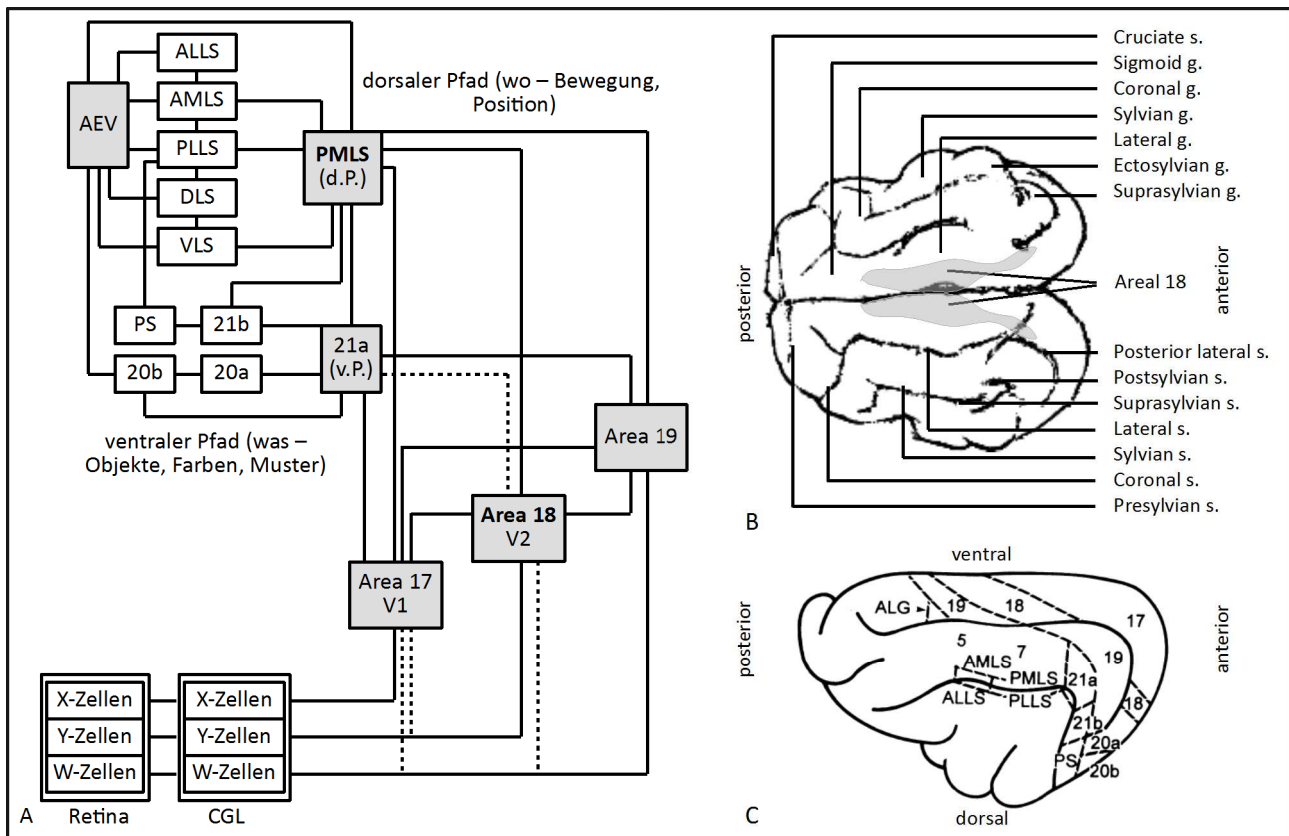 ALLS
AMLS
AEV
PLLS
DLS
VLS
PMLS
(d.P.)
dorsaler Pfad (wo – Bewegung,
Position)
PS
21b
20b
20a
21a
(v.P.)
ventraler Pfad (was –
Objekte, Farben, Muster)
Area 19
Area 18
V2
Area 17
V1
X-Zellen
Y-Zellen
W-Zellen
X-Zellen
Y-Zellen
W-Zellen
A
Retina
CGL
Cruciate s.
Sigmoid g.
Coronal g.
Sylvian g.
Lateral g.
Ectosylvian g.
Suprasylvian g.
posterior
anterior
Areal 18
Posterior lateral s.
Postsylvian s.
Suprasylvian s.
Lateral s.
Sylvian s.
Coronal s.
Presylvian s.
B
ventral
posterior
anterior
ALG
19
18
17
5
7
19
AMLS
PMLS
21a
ALLS
PLLS
18
21b
20a
PS
20b
C
dorsal